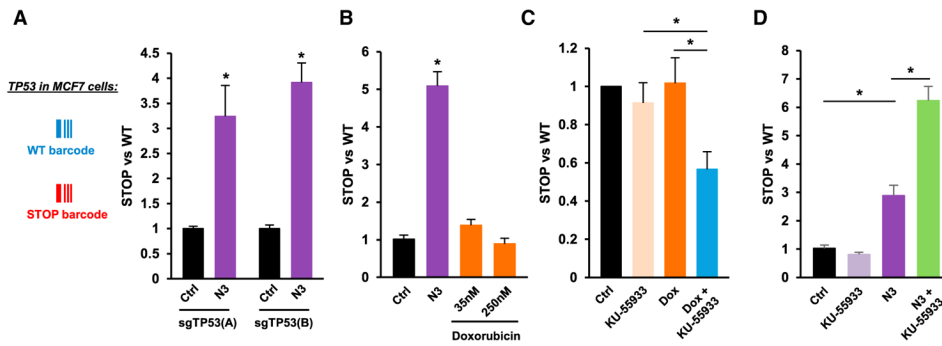 A
TP53 in MCF7 cells:
WT barcode
STOP barcode
STOP vs WT
4.5
4
3.5
3
2.5
2
1.5
1
0.5
0
*
*
Ctrl
N3
Ctrl
N3
sgTP53(A)
sgTP53(B)
B
STOP vs WT
6
5
4
3
2
1
0
*
Ctrl
N3
35nM
250nM
Doxorubicin
C
STOP vs WT
1.2
1
0.8
0.6
0.4
0.2
0
*
*
Ctrl
KU-55933
Dox
Dox +
KU-55933
D
STOP vs WT
8
7
6
5
4
3
2
1
0
*
*
Ctrl
KU-55933
N3
N3 +
KU-55933